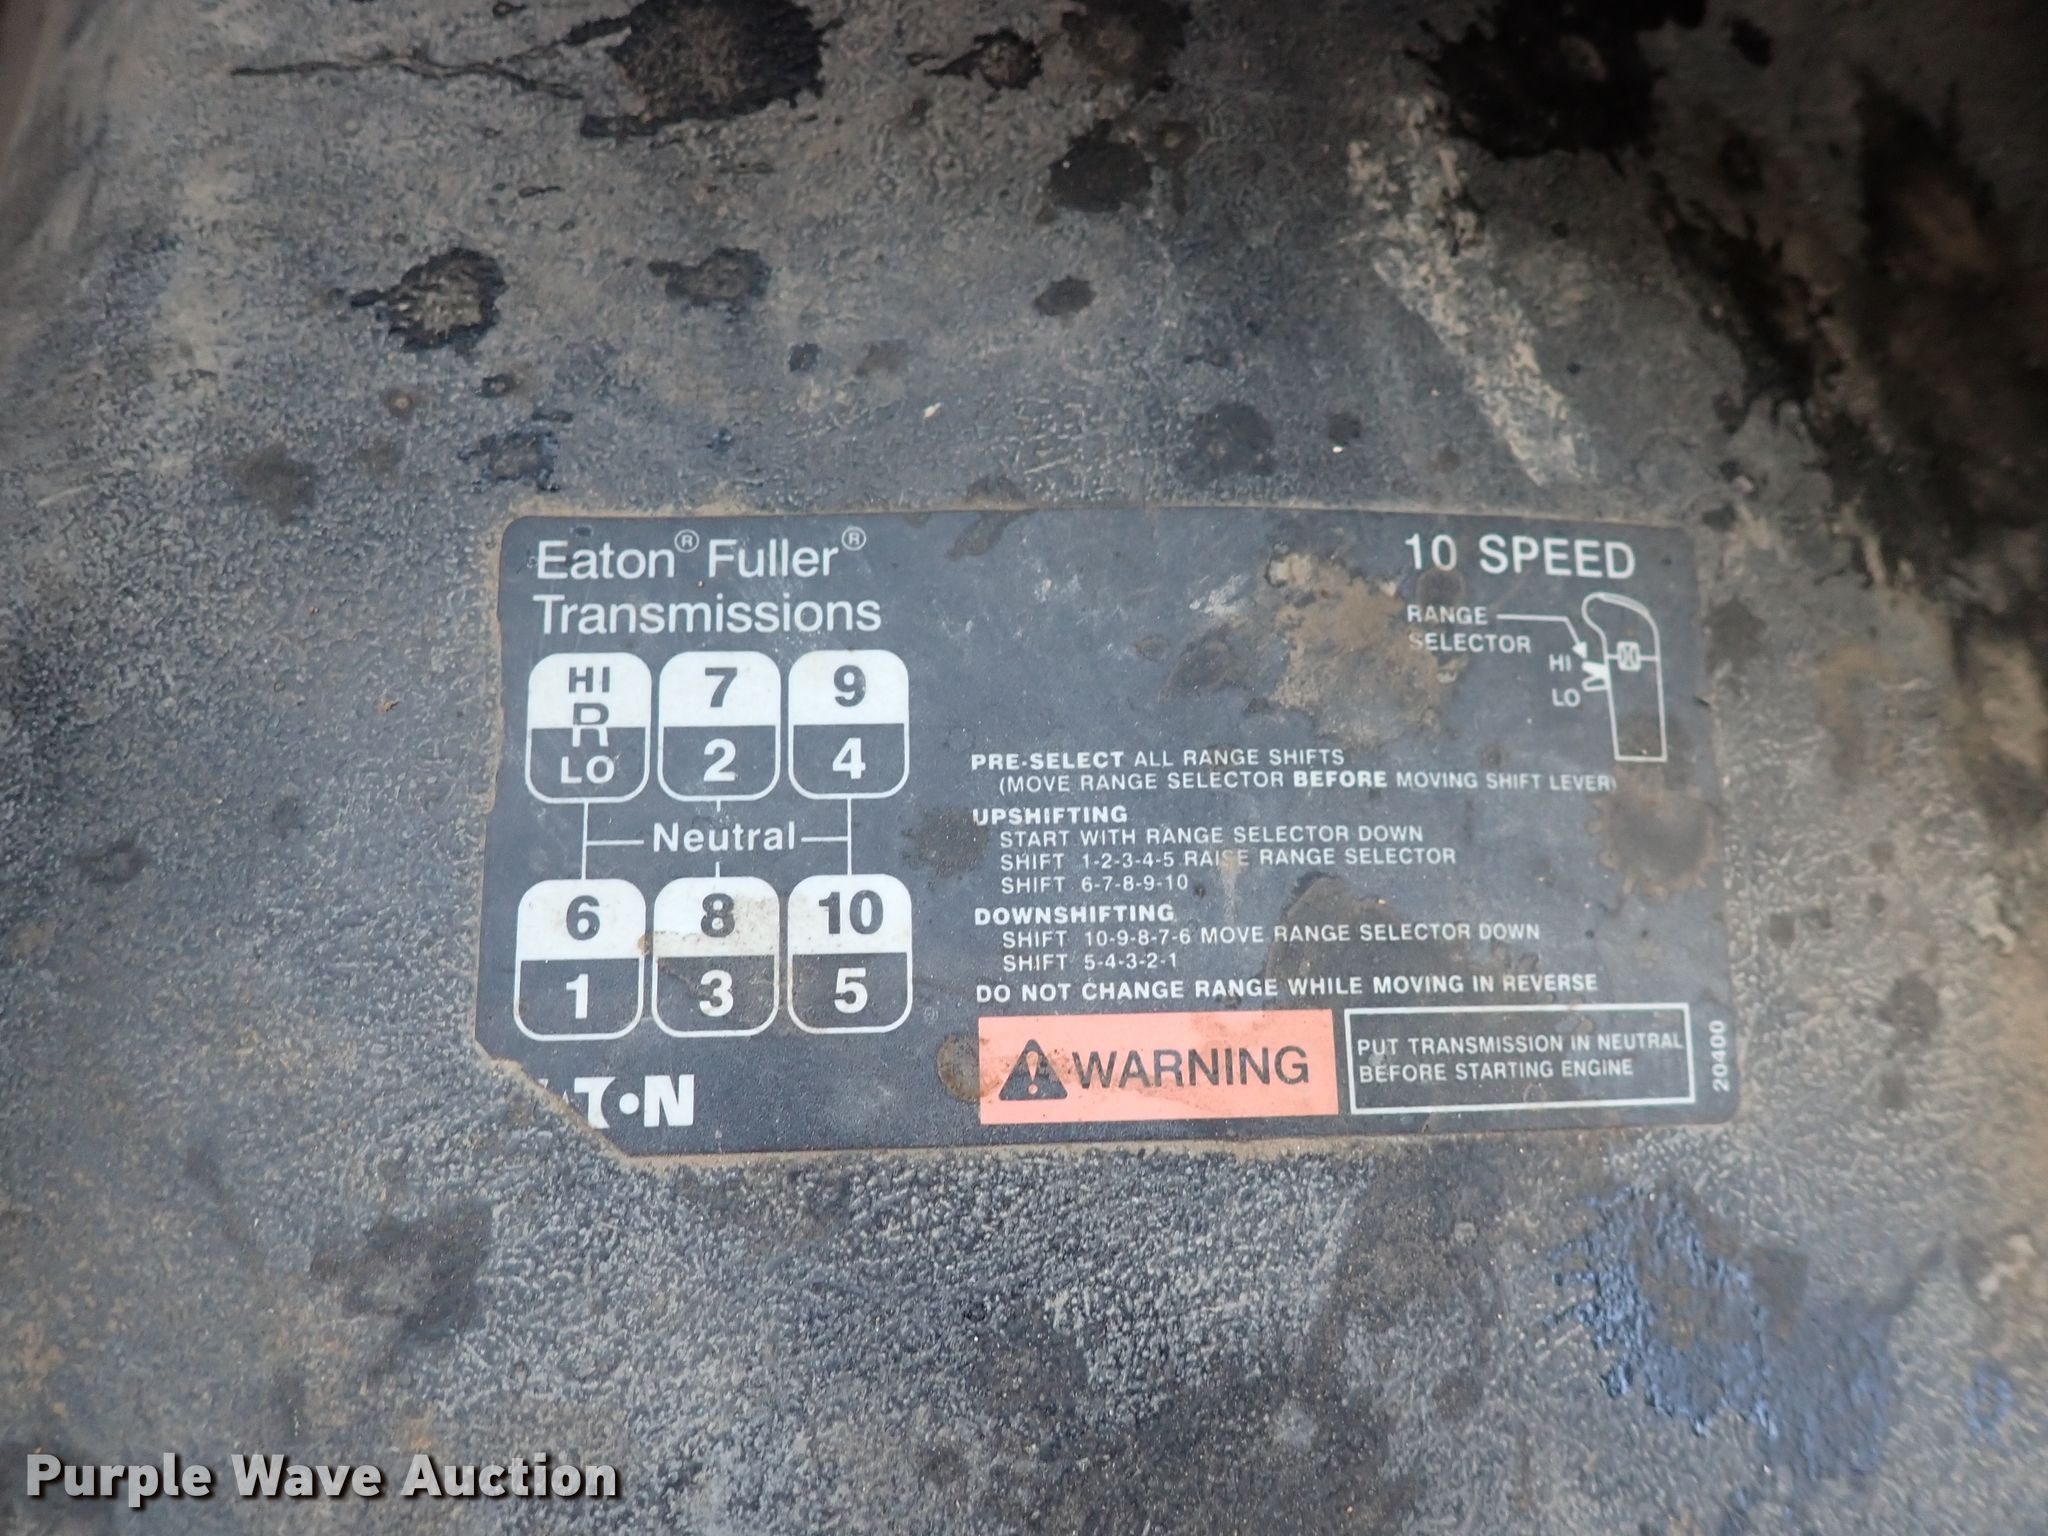 Eaton® Fuller®
Transmissions
10 SPEED
RANGE
SELECTOR
HI
LO
HI
R
LO
7
2
9
4
Neutral
6
1
8
3
10
5
PRE-SELECT ALL RANGE SHIFTS
(MOVE RANGE SELECTOR BEFORE MOVING SHIFT LEVER)
UPSHIFTING
START WITH RANGE SELECTOR DOWN
SHIFT 1-2-3-4-5 RAISE RANGE SELECTOR
SHIFT 6-7-8-9-10
DOWNSHIFTING
SHIFT 10-9-8-7-6 MOVE RANGE SELECTOR DOWN
SHIFT 5-4-3-2-1
DO NOT CHANGE RANGE WHILE MOVING IN REVERSE
WARNING
PUT TRANSMISSION IN NEUTRAL
BEFORE STARTING ENGINE
20400
EATON
Purple Wave Auction